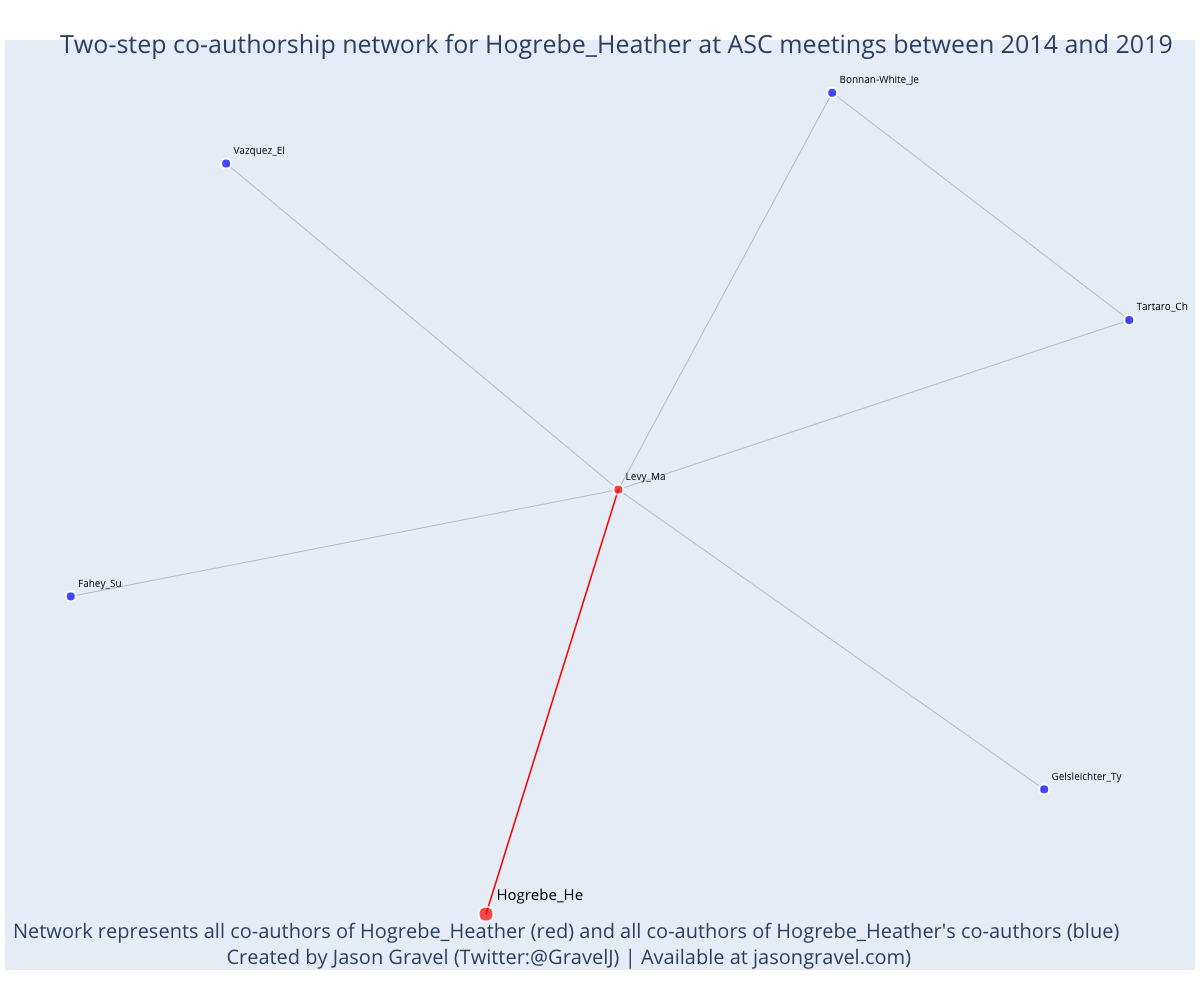 Two-step co-authorship network for Hogrebe_Heather at ASC meetings between 2014 and 2019
Bonnan-White_Je
Vazquez_El
Tartaro_Ch
Levy_Ma
Fahey_Su
Gelsleichter_Ty
Hogrebe_He
Network represents all co-authors of Hogrebe_Heather (red) and all co-authors of Hogrebe_Heather's co-authors (blue)
Created by Jason Gravel (Twitter:@GravelJ) | Available at jasongravel.com)